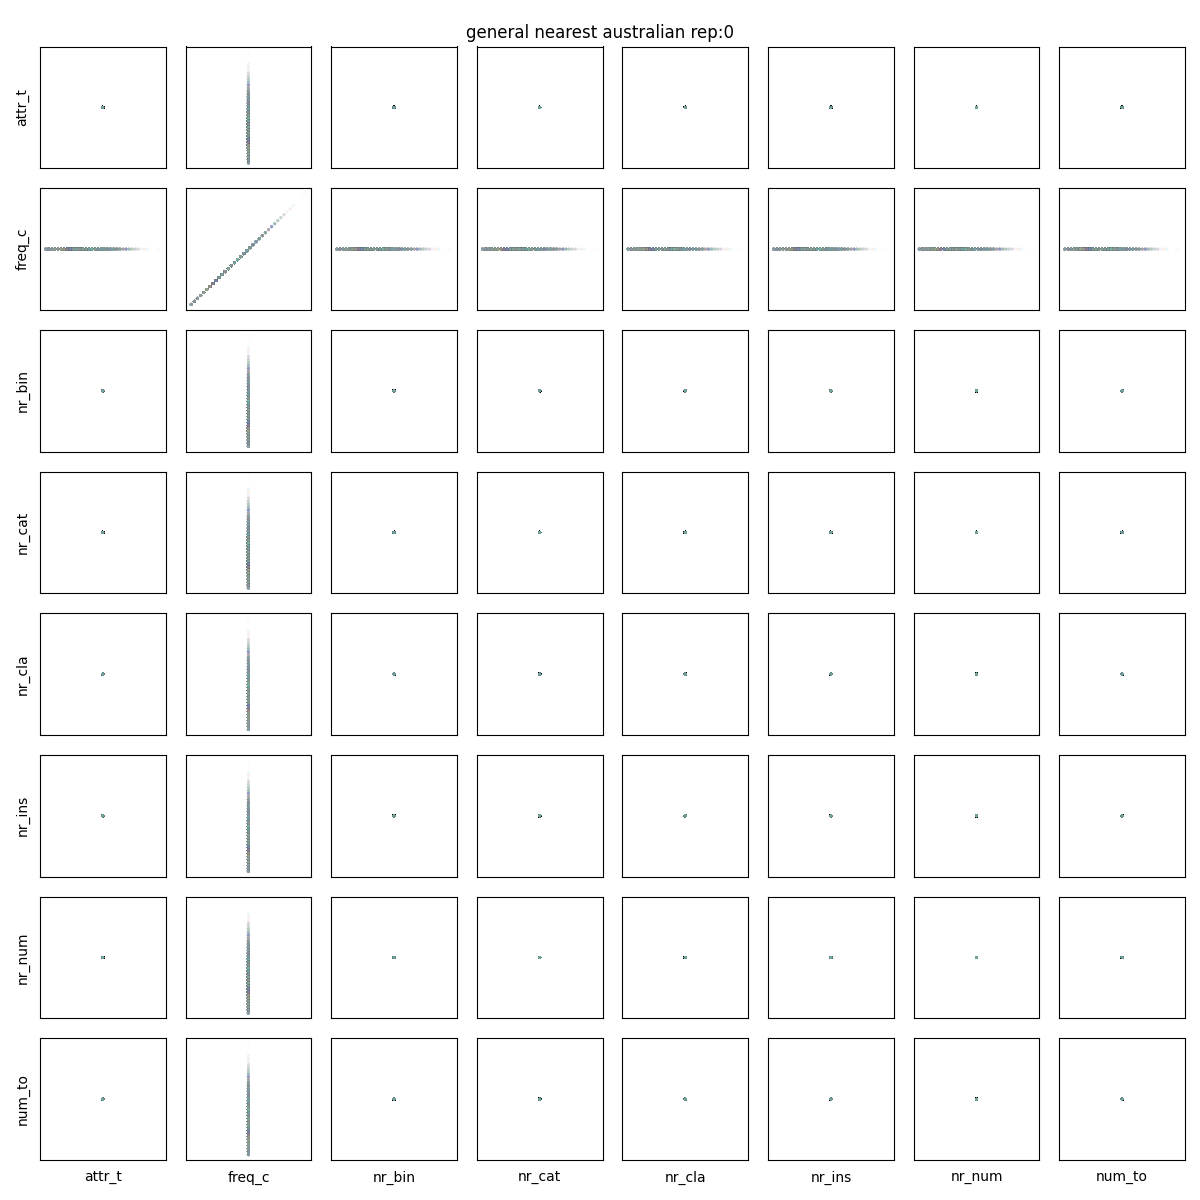 general nearest australian rep:0
attr_t
freq_c
nr_bin
nr_cat
nr_cla
nr_ins
nr_num
num_to
attr_t freq_c nr_bin nr_cat nr_cla nr_ins nr_num num_to